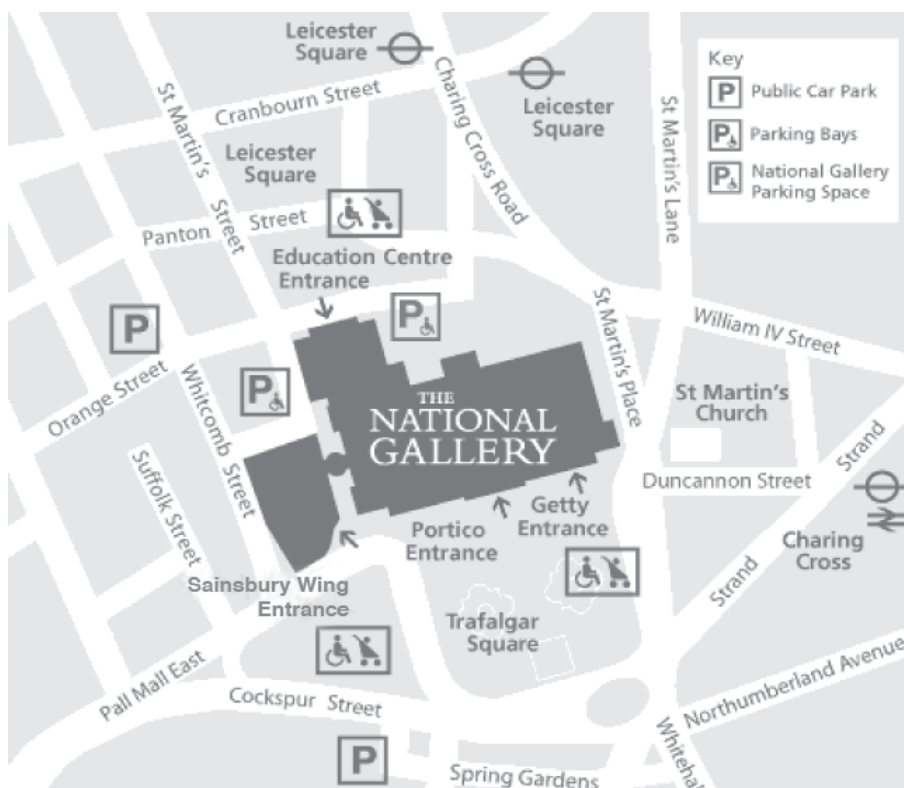 Leicester
Square
Cranbourn Street
Charing Cross Road
Leicester
Square
St Martin's
Street
Leicester
Square
Panton Street
St Martin's Lane
Key
P Public Car Park
P Parking Bays
P National Gallery
Parking Space
Education Centre
Entrance
P
P
P
Orange Street
Whitcomb Street
Suffolk Street
THE
NATIONAL
GALLERY
St Martin's Place
William IV Street
St Martin's
Church
Duncannon Street
Strand
Charing
Cross
Strand
Getty
Entrance
Portico
Entrance
Sainsbury Wing
Entrance
Trafalgar
Square
Pall Mall East
Cockspur Street
Northumberland Avenue
P
Spring Gardens
Whitehal